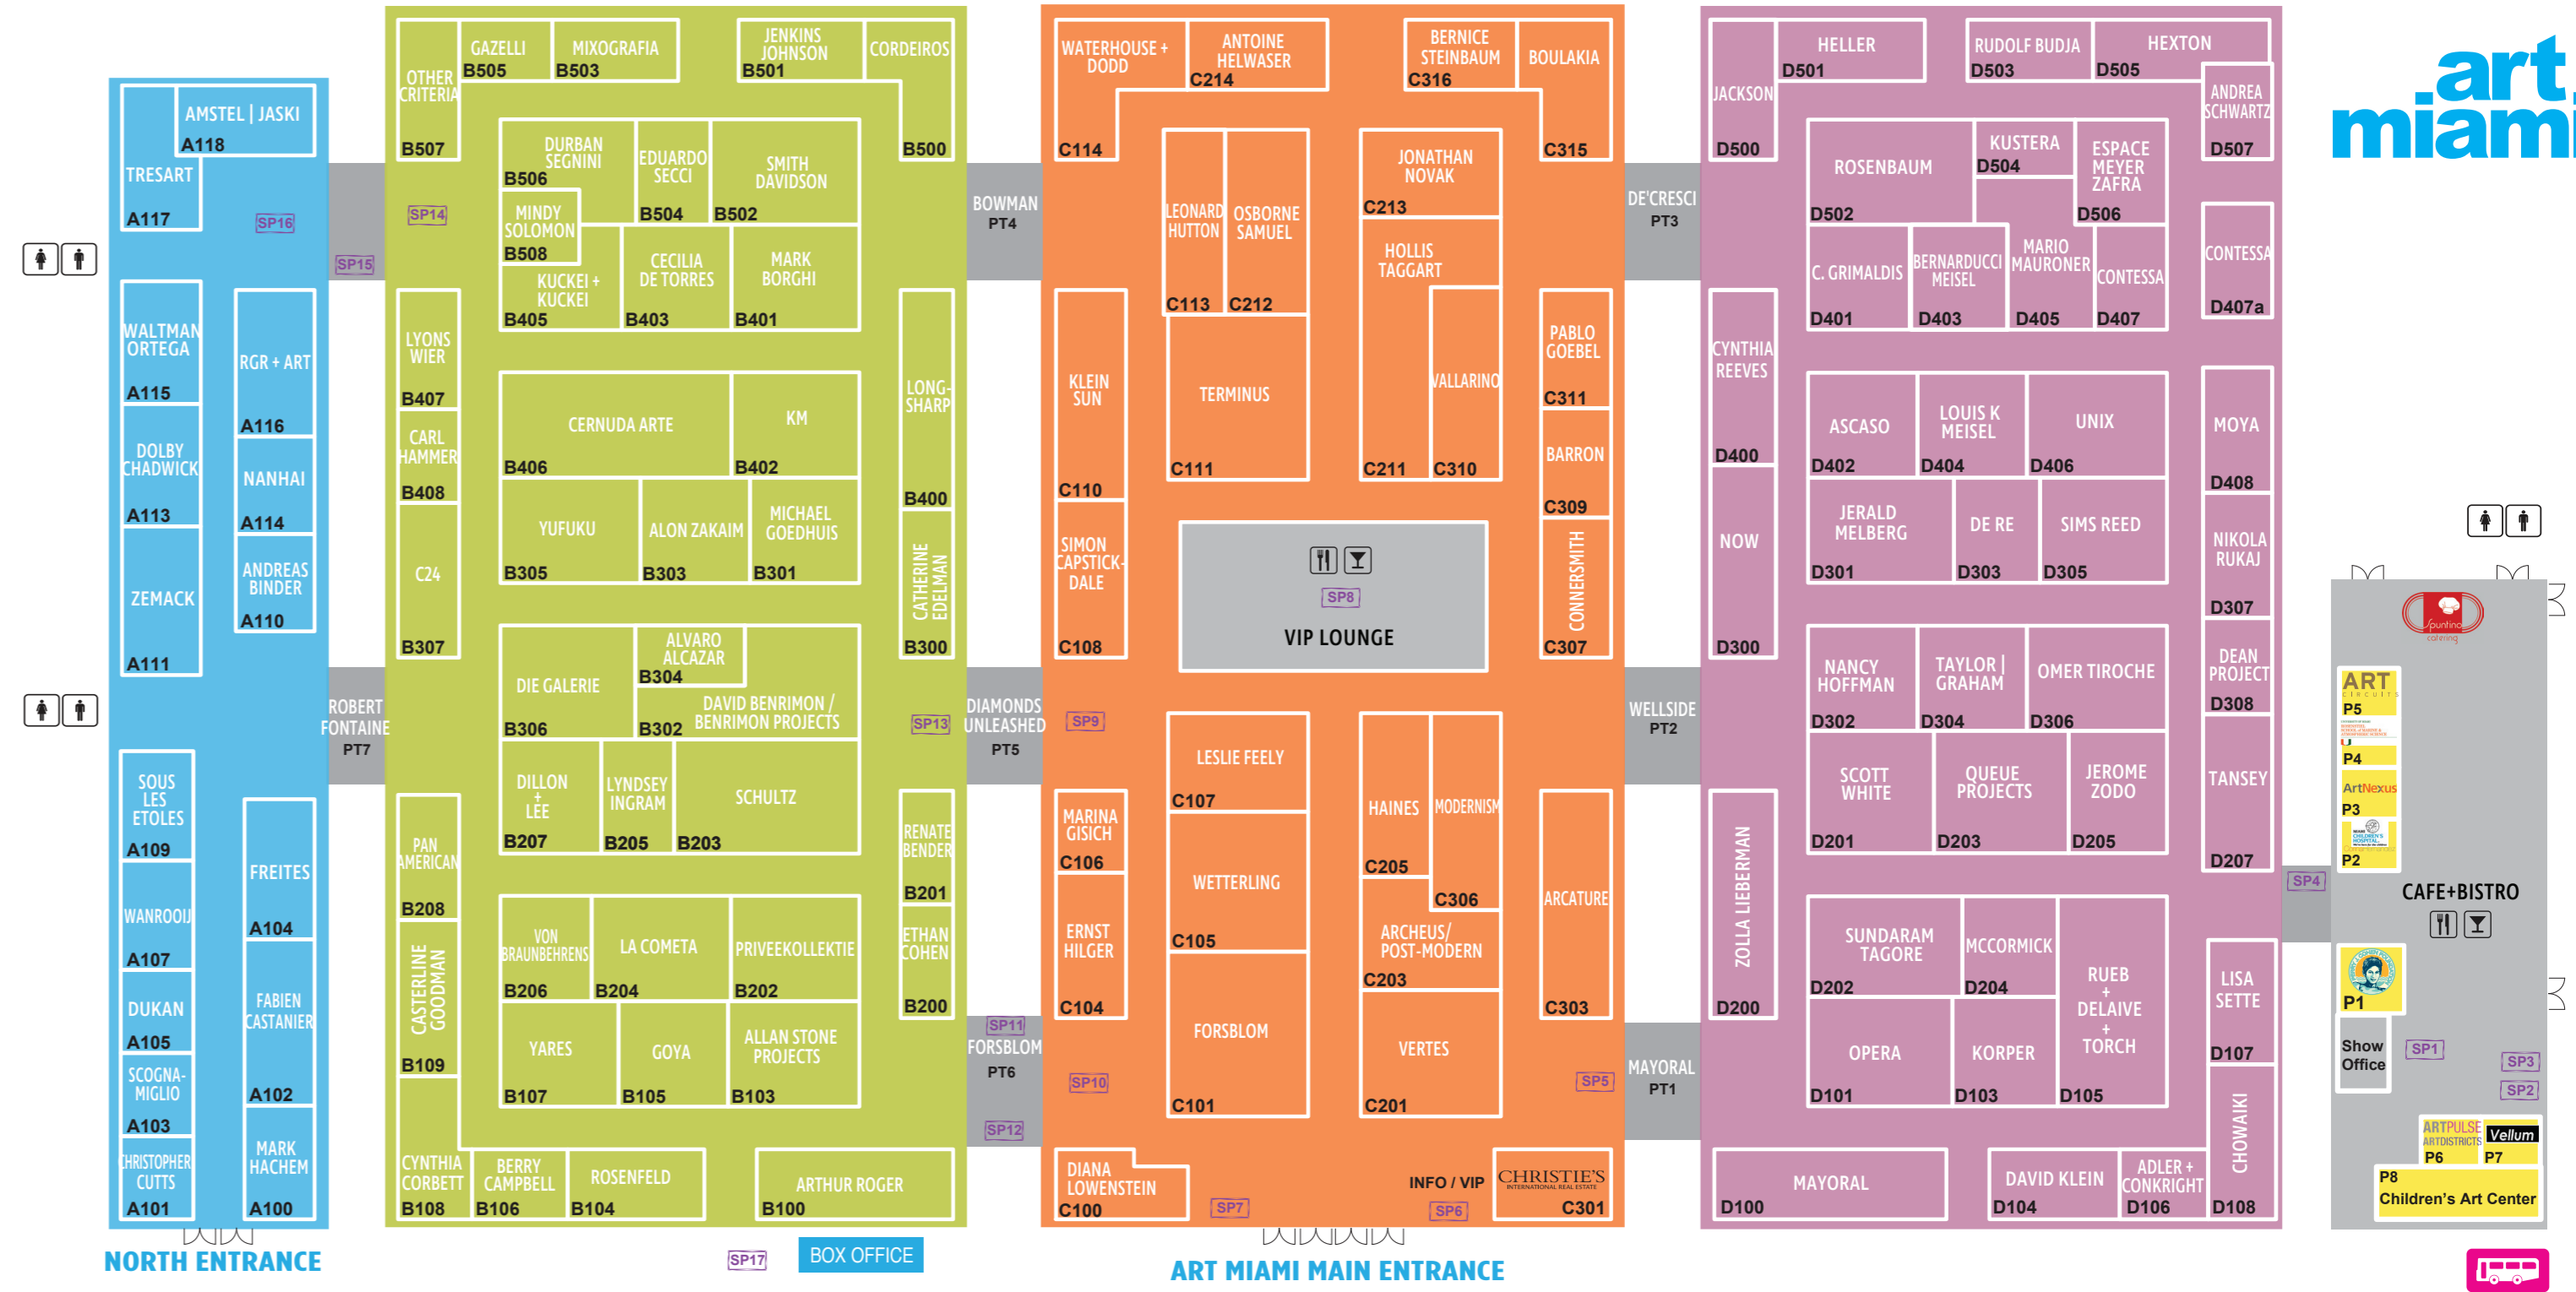 art
miami
AMSTEL | JASKI
A118
TRESART
A117
SP16
WALTMAN
ORTEGA
A115
RGR + ART
A116
DOLBY
CHADWICK
A113
NANHAI
A114
ZEMACK
A111
ANDREAS
BINDER
A110
SOUS
LES
ETOLES
A109
FREITES
A104
WANROOIJ
A107
DUKAN
A105
FABIEN
CASTANIER
A102
SCOGNA-
MIGLIO
A103
CHRISTOPHER
CUTTS
A101
MARK
HACHEM
A100
NORTH ENTRANCE
SP15
ROBERT
FONTAINE
PT7
OTHER
CRITERIA
B507
GAZELLI
B505
MIXOGRAFIA
B503
JENKINS
JOHNSON
B501
CORDEIROS
B500
SP14
DURBAN
SEGNINI
B506
EDUARDO
SECCI
B504
SMITH
DAVIDSON
B502
MINDY
SOLOMON
B508
KUCKEI +
KUCKEI
B405
CECILIA
DE TORRES
B403
MARK
BORGHI
B401
LYONS
WIER
B407
CARL
HAMMER
B408
C24
B307
CERNUDA ARTE
B406
KM
B402
LONG-
SHARP
B400
YUFUKU
B305
ALON ZAKAIM
B303
MICHAEL
GOEDHUIS
B301
CATHERINE
EDELMAN
B300
DIE GALERIE
B306
ALVARO
ALCAZAR
B304
DAVID BENRIMON /
BENRIMON PROJECTS
B302
SP13
DILLON
+
LEE
B207
LYNDSEY
INGRAM
B205
SCHULTZ
B203
PAN
AMERICAN
B208
RENATE
BENDER
B201
ETHAN
COHEN
B200
CASTERLINE
GOODMAN
B109
VON
BRAUNBEHRENS
B206
LA COMETA
B204
PRIVEEKOLLEKTIE
B202
YARES
B107
GOYA
B105
ALLAN STONE
PROJECTS
B103
CYNTHIA
CORBETT
B108
BERRY
CAMPBELL
B106
ROSENFELD
B104
ARTHUR ROGER
B100
SP17
BOX OFFICE
BOWMAN
PT4
DIAMONDS
UNLEASHED
PT5
SP11
FORSBLOM
PT6
SP12
WATERHOUSE +
DODD
C114
ANTOINE
HELWASER
C214
BERNICE
STEINBAUM
C316
BOULAKIA
C315
LEONARD
HUTTON
C113
OSBORNE
SAMUEL
C212
JONATHAN
NOVAK
C213
HOLLIS
TAGGART
C211
VALLARINO
C310
KLEIN
SUN
C110
TERMINUS
C111
PABLO
GOEBEL
C311
BARRON
C309
SIMON
CAPSTICK-
DALE
C108
SP8
VIP LOUNGE
CONNERSMITH
C307
SP9
LESLIE FEELY
C107
HAINES
C205
MODERNISM
C306
MARINA
GISICH
C106
WETTERLING
C105
ARCHEUS/
POST-MODERN
C203
ARCATURE
C303
ERNST
HILGER
C104
FORSBLOM
C101
VERTES
C201
SP10
SP5
DIANA
LOWENSTEIN
C100
SP7
INFO / VIP
SP6
CHRISTIE'S
INTERNATIONAL REAL ESTATE
C301
ART MIAMI MAIN ENTRANCE
DE'CRESCI
PT3
WELLSIDE
PT2
MAYORAL
PT1
JACKSON
D500
HELLER
D501
RUDOLF BUDJA
D503
HEXTON
D505
ANDREA
SCHWARTZ
D507
ROSENBAUM
D502
KUSTERA
D504
ESPACE
MEYER
ZAFRA
D506
C. GRIMALDIS
D401
BERNARDUCCI
MEISEL
D403
MARIO
MAURONER
D405
CONTESSA
D407
CONTESSA
D407a
CYNTHIA
REEVES
D400
ASCASO
D402
LOUIS K
MEISEL
D404
UNIX
D406
MOYA
D408
NOW
D300
JERALD
MELBERG
D301
DE RE
D303
SIMS REED
D305
NIKOLA
RUKAJ
D307
NANCY
HOFFMAN
D302
TAYLOR |
GRAHAM
D304
OMER TIROCHE
D306
DEAN
PROJECT
D308
SCOTT
WHITE
D201
QUEUE
PROJECTS
D203
JEROME
ZODO
D205
TANSEY
D207
ZOLLA LIEBERMAN
D200
SUNDARAM
TAGORE
D202
MCCORMICK
D204
RUEB
+
DELAIVE
+
TORCH
D105
OPERA
D101
KORPER
D103
LISA
SETTE
D107
MAYORAL
D100
DAVID KLEIN
D104
ADLER +
CONKRIGHT
D106
CHOWAIKI
D108
SP4
Spuntino
catering
ART
CIRCUITS
P5
P4
ArtNexus
P3
MIAMI
CHILDREN'S
HOSPITAL
P2
CAFE+BISTRO
P1
Show
Office
SP1
SP3
SP2
ARTPULSE
ARTDISTRICTS
P6
Vellum
P7
P8
Children's Art Center